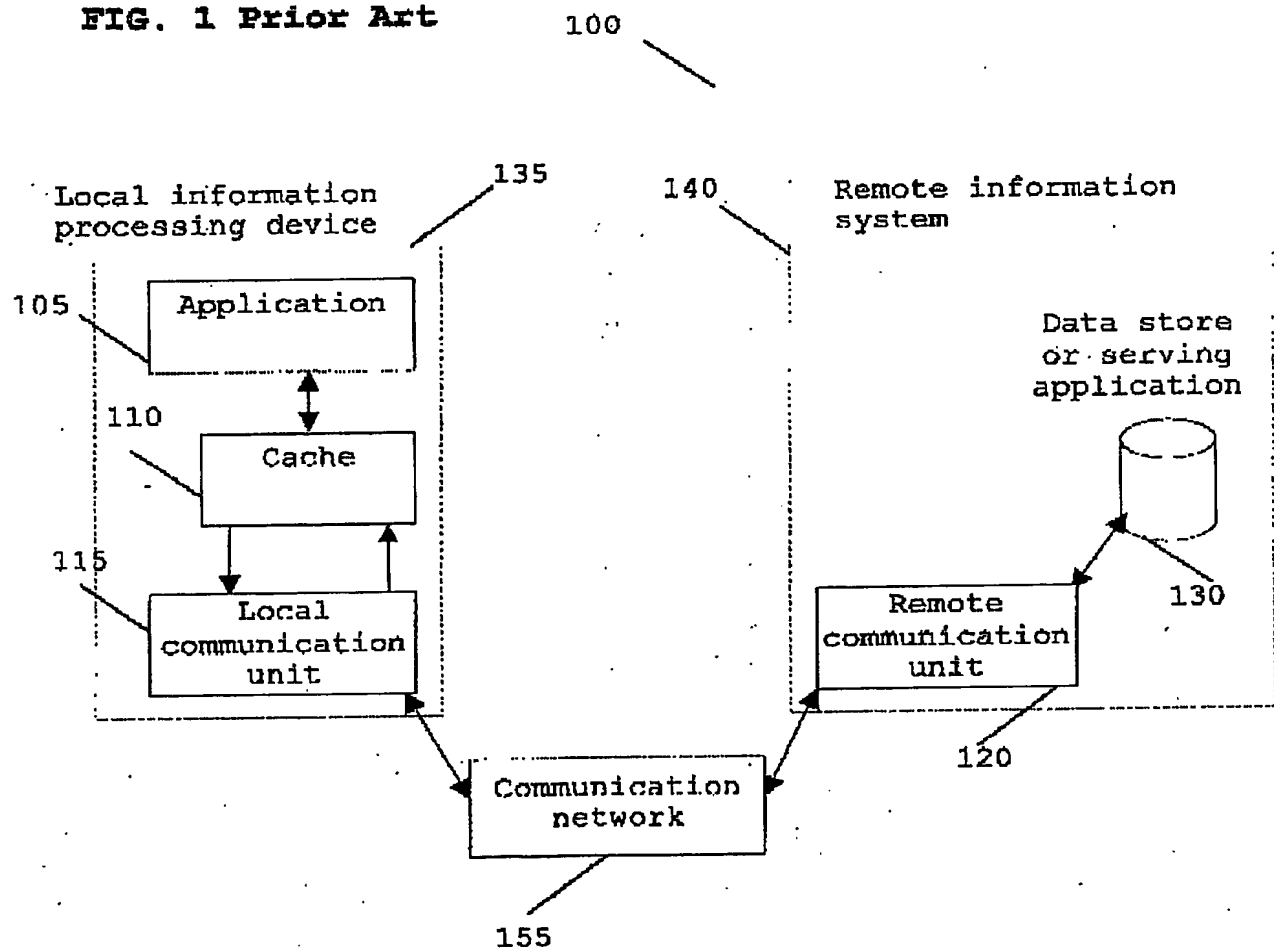 FIG. 1 Prior Art
100
135
140
Local information
processing device
Remote information
system
105
Application
Data store
or serving
application
110
Cache
115
Local
communication
unit
Remote
communication
unit
130
120
Communication
network
155